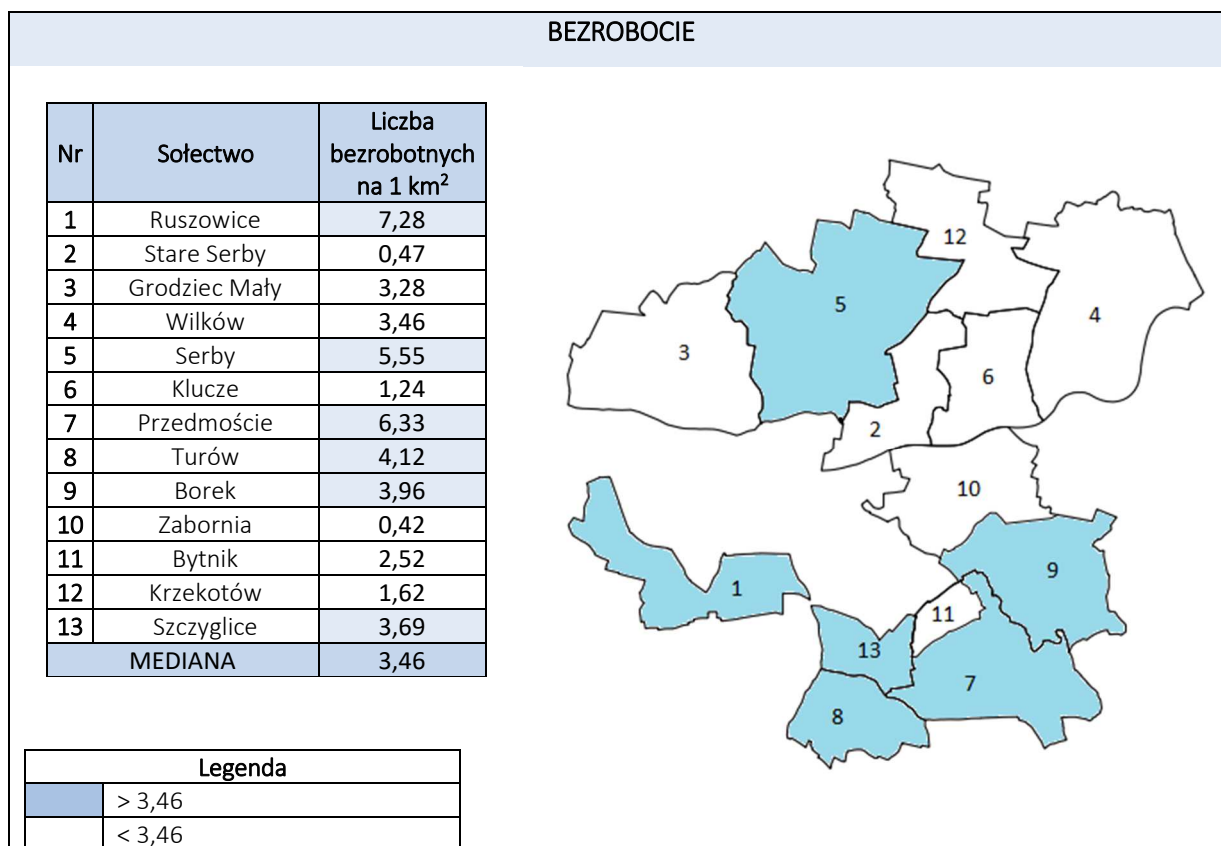 BEZROBOCIE
Nr Sołectwo Liczba bezrobotnych na 1 km²
1 Ruszowice 7,28
2 Stare Serby 0,47
3 Grodziec Mały 3,28
4 Wilków 3,46
5 Serby 5,55
6 Klucze 1,24
7 Przedmoście 6,33
8 Turów 4,12
9 Borek 3,96
10 Zabornia 0,42
11 Bytnik 2,52
12 Krzekotów 1,62
13 Szczyglice 3,69
MEDIANA 3,46
12
5
4
3
6
2
10
9
1
11
13
7
8
Legenda
> 3,46
< 3,46